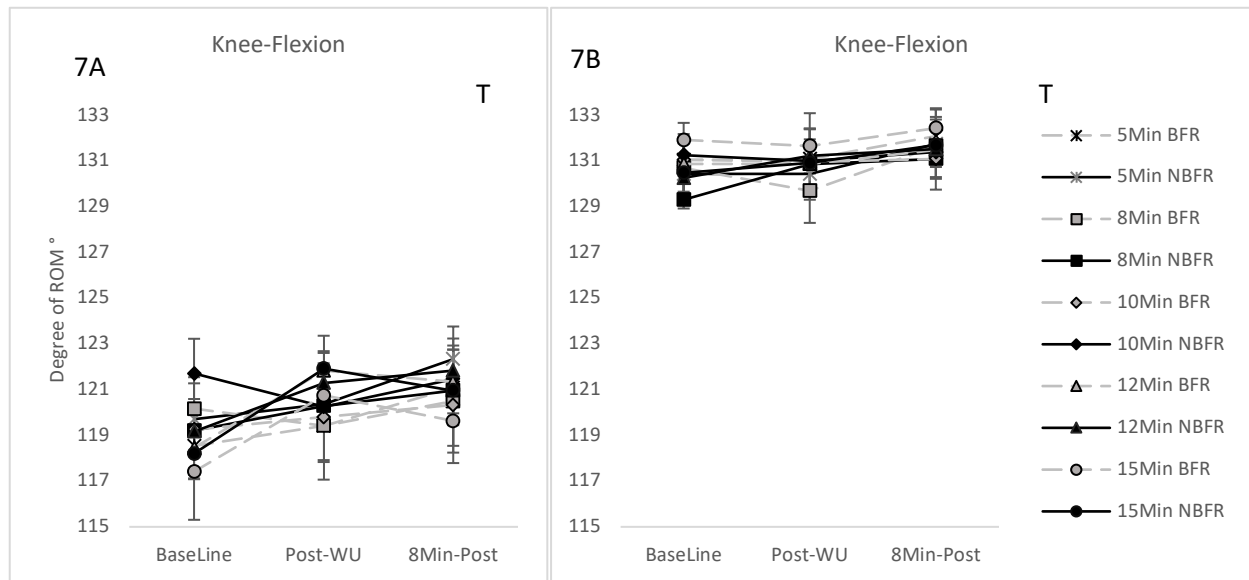 Knee-Flexion
7A
T
133
131
129
127
125
123
121
119
117
115
Degree of ROM °
BaseLine Post-WU 8Min-Post
Knee-Flexion
7B
T
133
131
129
127
125
123
121
119
117
115
BaseLine Post-WU 8Min-Post
5Min BFR
5Min NBFR
8Min BFR
8Min NBFR
10Min BFR
10Min NBFR
12Min BFR
12Min NBFR
15Min BFR
15Min NBFR